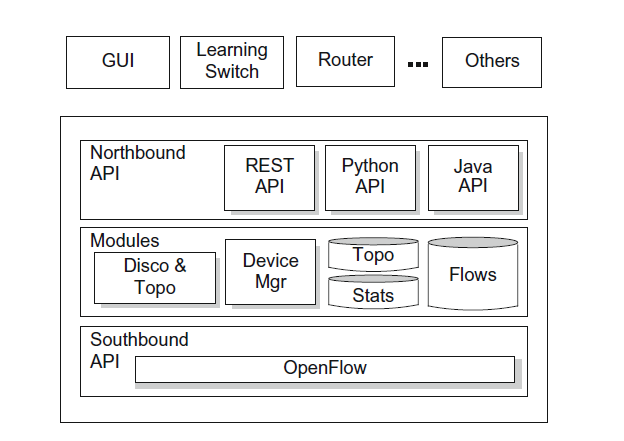 GUI
Learning
Switch
Router
...
Others
Northbound
API
REST
API
Python
API
Java
API
Modules
Disco &
Topo
Device
Mgr
Topo
Stats
Flows
Southbound
API
OpenFlow